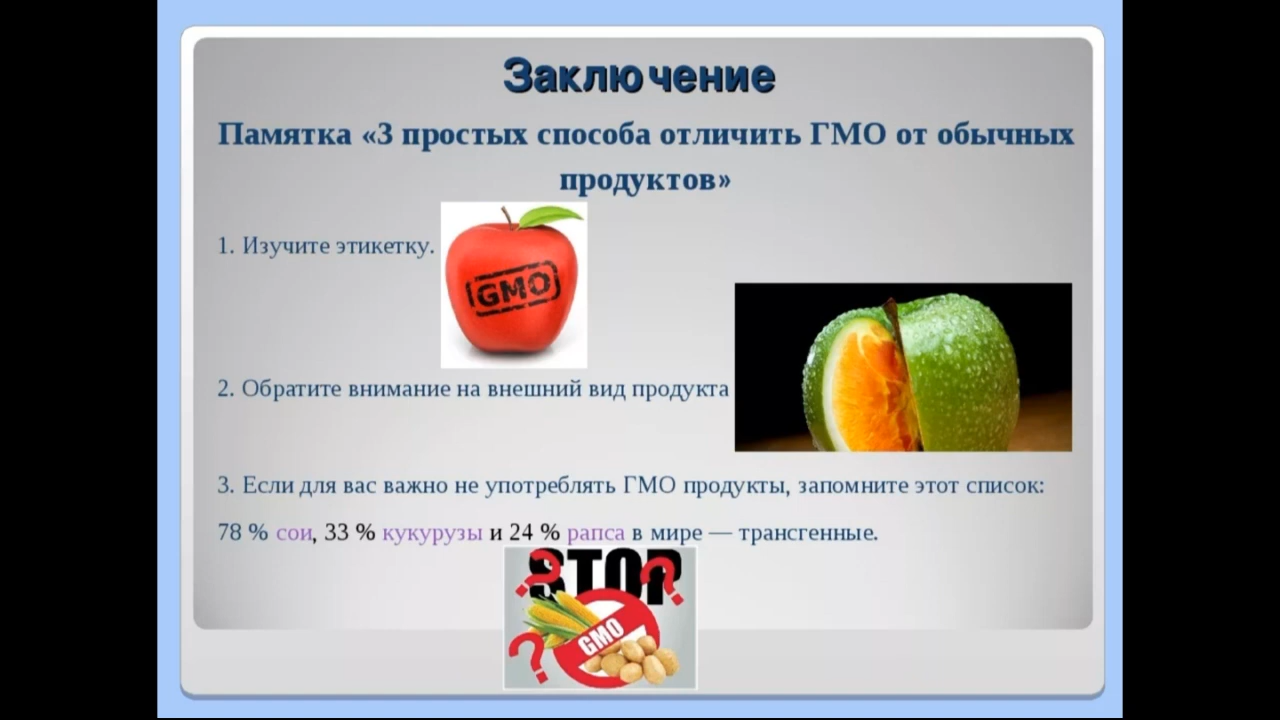 Заключение
Памятка «3 простых способа отличить ГМО от обычных
продуктов»
1. Изучите этикетку.
GMO
2. Обратите внимание на внешний вид продукта
3. Если для вас важно не употреблять ГМО продукты, запомните этот список:
78 % сои, 33 % кукурузы и 24 % рапса в мире — трансгенные.
STOP
GMO